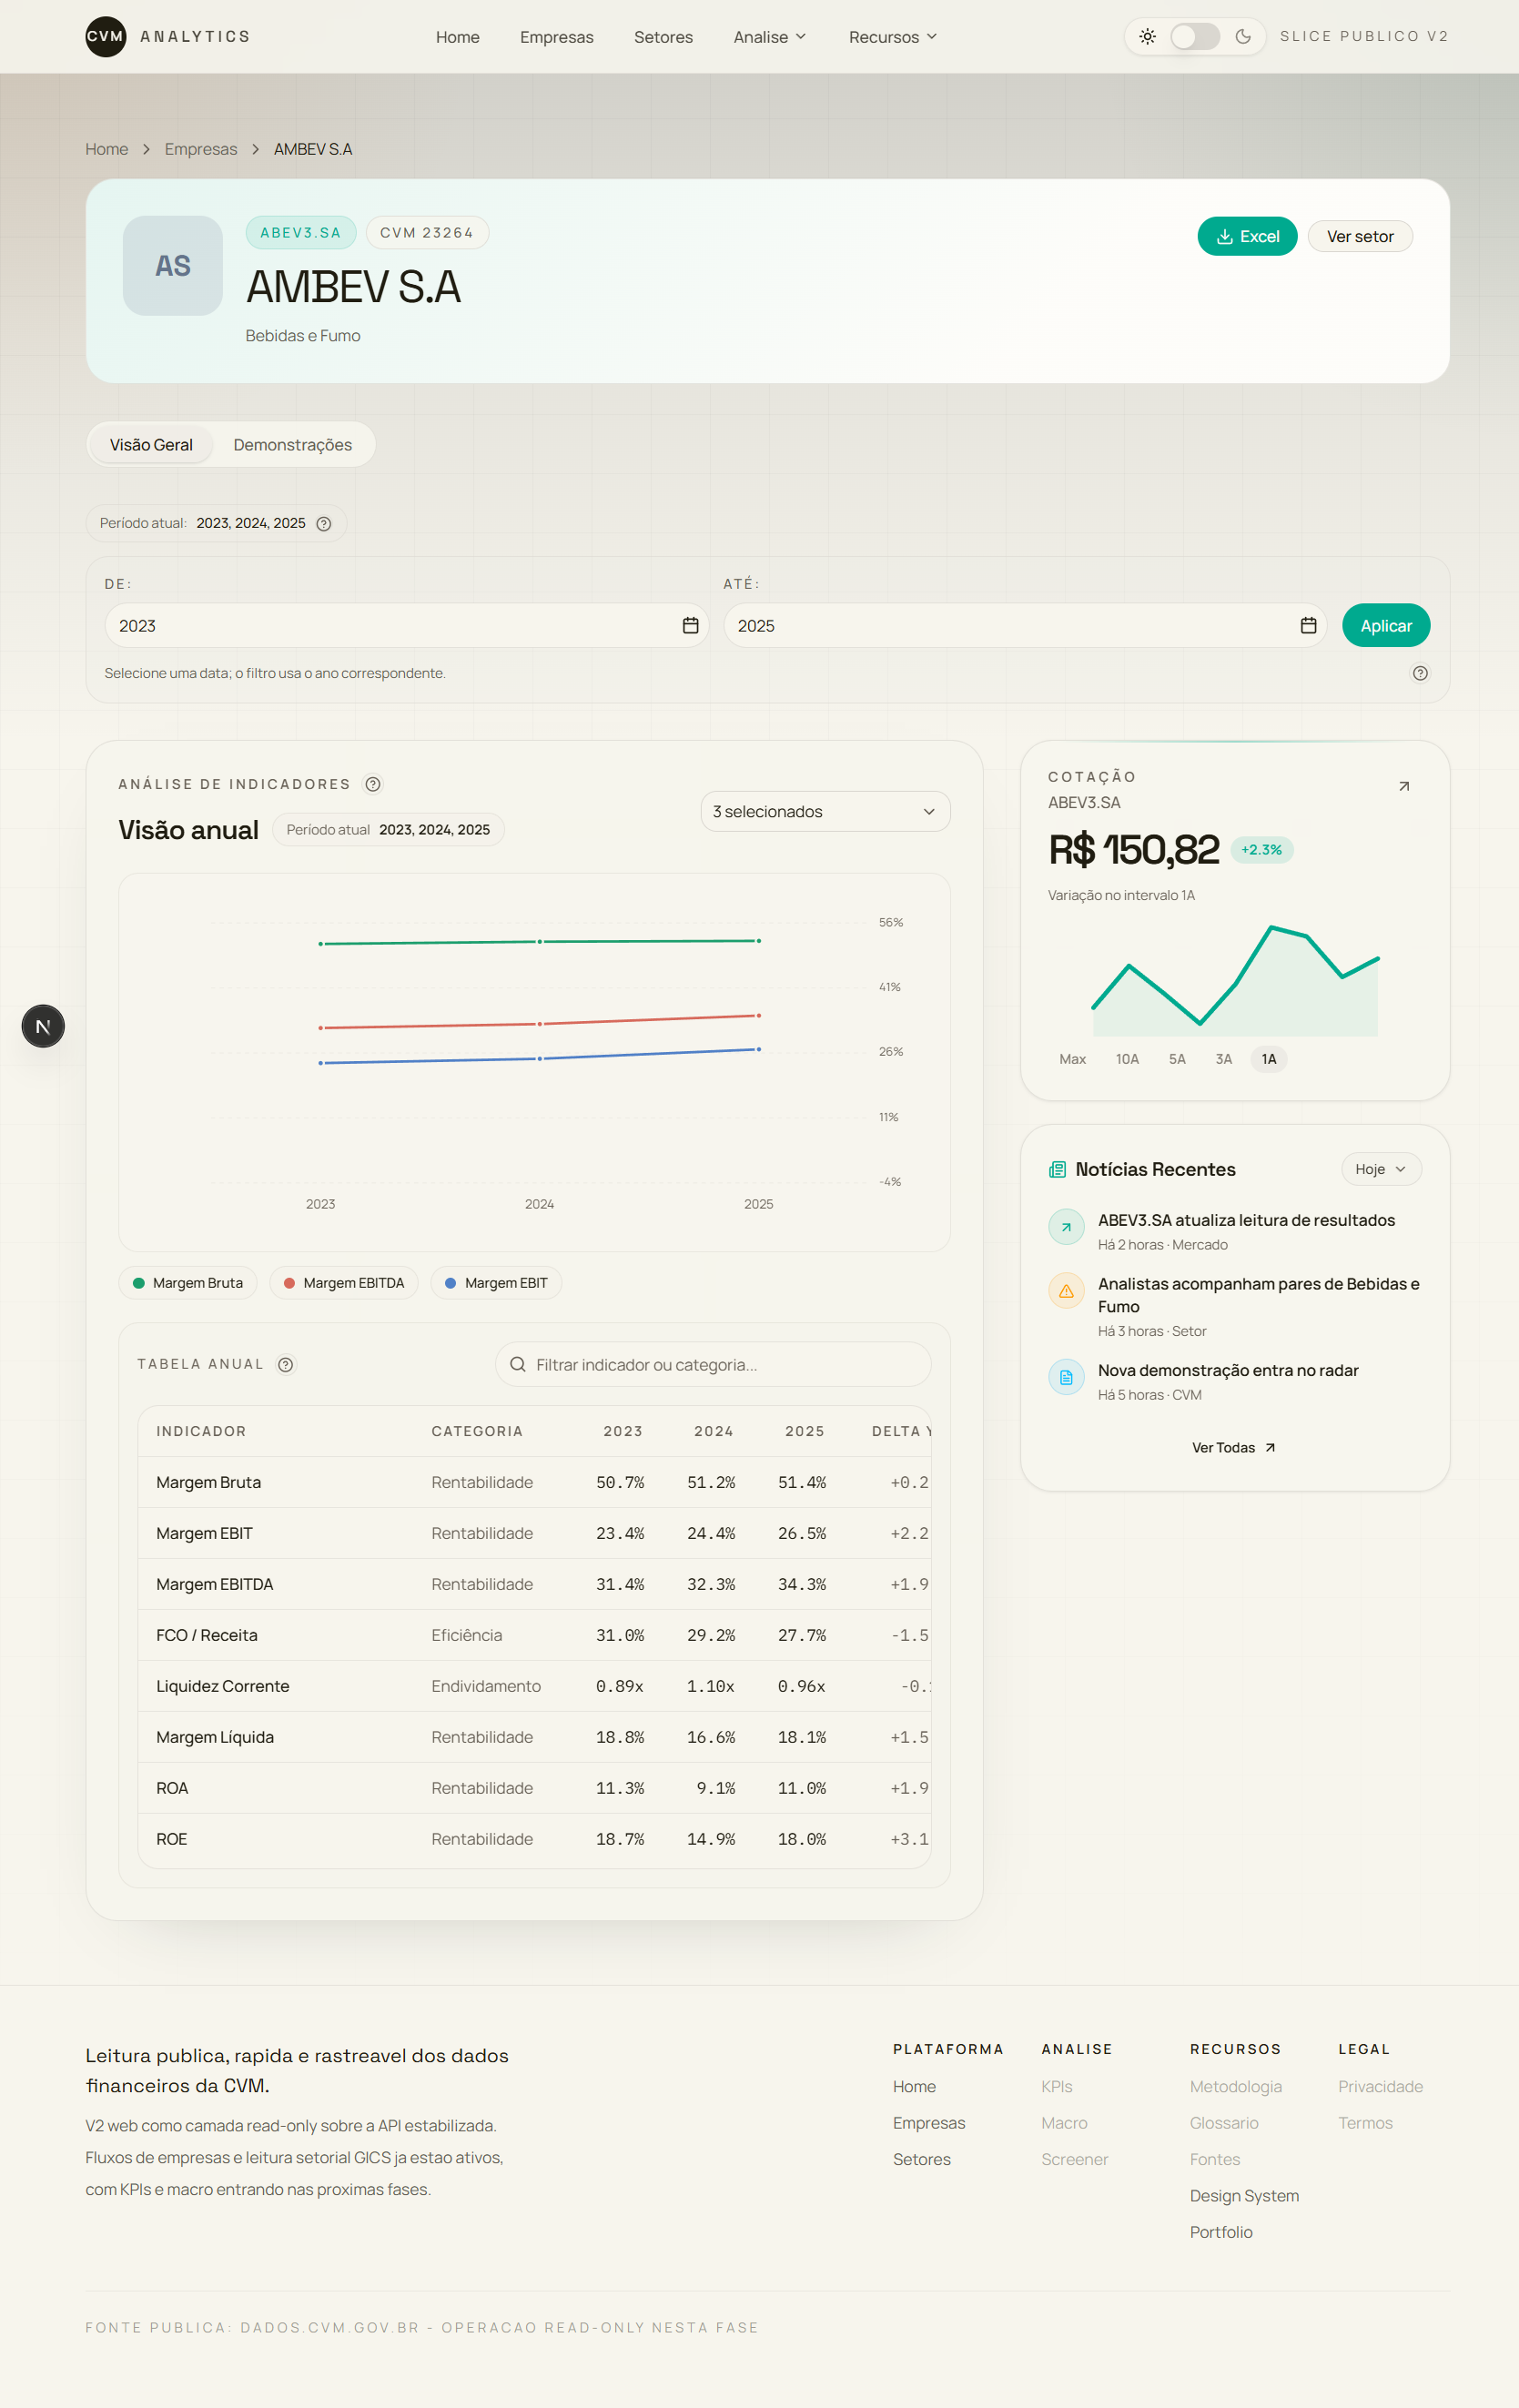 CVM ANALYTICS
Home Empresas Setores Analise Recursos
SLICE PUBLICO V2
Home > Empresas > AMBEV S.A
AS
ABEV3.SA CVM 23264
AMBEV S.A
Bebidas e Fumo
Excel Ver setor
Visão Geral Demonstrações
Período atual: 2023, 2024, 2025
DE: ATÉ:
2023 2025 Aplicar
Selecione uma data; o filtro usa o ano correspondente.
ANÁLISE DE INDICADORES
Visão anual Período atual 2023, 2024, 2025
3 selecionados
56%
41%
26%
11%
-4%
2023 2024 2025
Margem Bruta Margem EBITDA Margem EBIT
TABELA ANUAL Filtrar indicador ou categoria...
INDICADOR CATEGORIA 2023 2024 2025 DELTA
Margem Bruta Rentabilidade 50.7% 51.2% 51.4% +0.2
Margem EBIT Rentabilidade 23.4% 24.4% 26.5% +2.2
Margem EBITDA Rentabilidade 31.4% 32.3% 34.3% +1.9
FCO / Receita Eficiência 31.0% 29.2% 27.7% -1.5
Liquidez Corrente Endividamento 0.89x 1.10x 0.96x
Margem Líquida Rentabilidade 18.8% 16.6% 18.1% +1.5
ROA Rentabilidade 11.3% 9.1% 11.0% +1.9
ROE Rentabilidade 18.7% 14.9% 18.0% +3.1
COTAÇÃO
ABEV3.SA
R$ 150,82 +2.3%
Variação no intervalo 1A
Max 10A 5A 3A 1A
Notícias Recentes Hoje
ABEV3.SA atualiza leitura de resultados
Há 2 horas · Mercado
Analistas acompanham pares de Bebidas e
Fumo
Há 3 horas · Setor
Nova demonstração entra no radar
Há 5 horas · CVM
Ver Todas
N
Leitura publica, rapida e rastreavel dos dados
financeiros da CVM.
V2 web como camada read-only sobre a API estabilizada.
Fluxos de empresas e leitura setorial GICS ja estao ativos,
com KPIs e macro entrando nas proximas fases.
PLATAFORMA
Home
Empresas
Setores
ANALISE
KPIs
Macro
Screener
RECURSOS
Metodologia
Glossario
Fontes
Design System
Portfolio
LEGAL
Privacidade
Termos
FONTE PUBLICA: DADOS.CVM.GOV.BR - OPERACAO READ-ONLY NESTA FASE